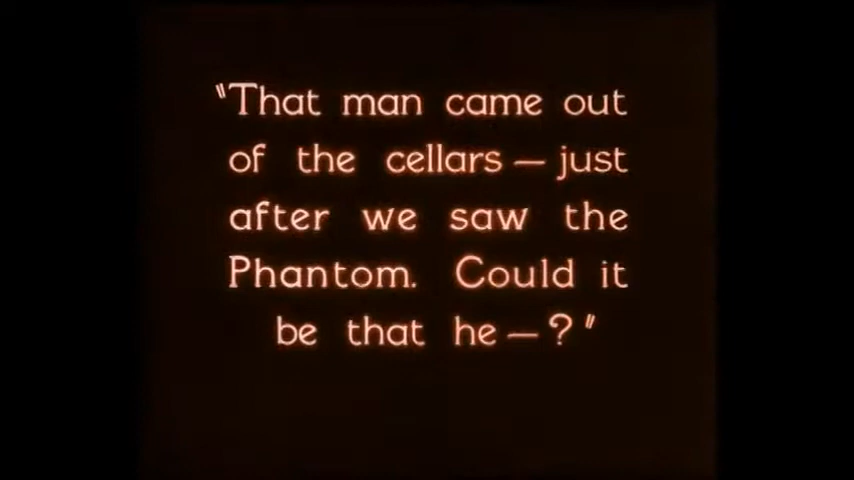 "That man came out
of the cellars — just
after we saw the
Phantom. Could it
be that he — ?"